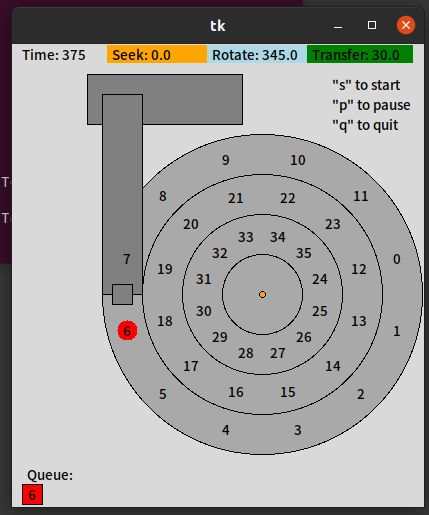 tk
Time: 375 Seek: 0.0 Rotate: 345.0 Transfer: 30.0
"s" to start
"p" to pause
"q" to quit
9 10
8 21 22 11
20 33 34 23
7 19 32 35 12 0
31 24
6 18 30 25 13 1
29 26
17 28 27 14
5 16 15 2
4 3
Queue:
6